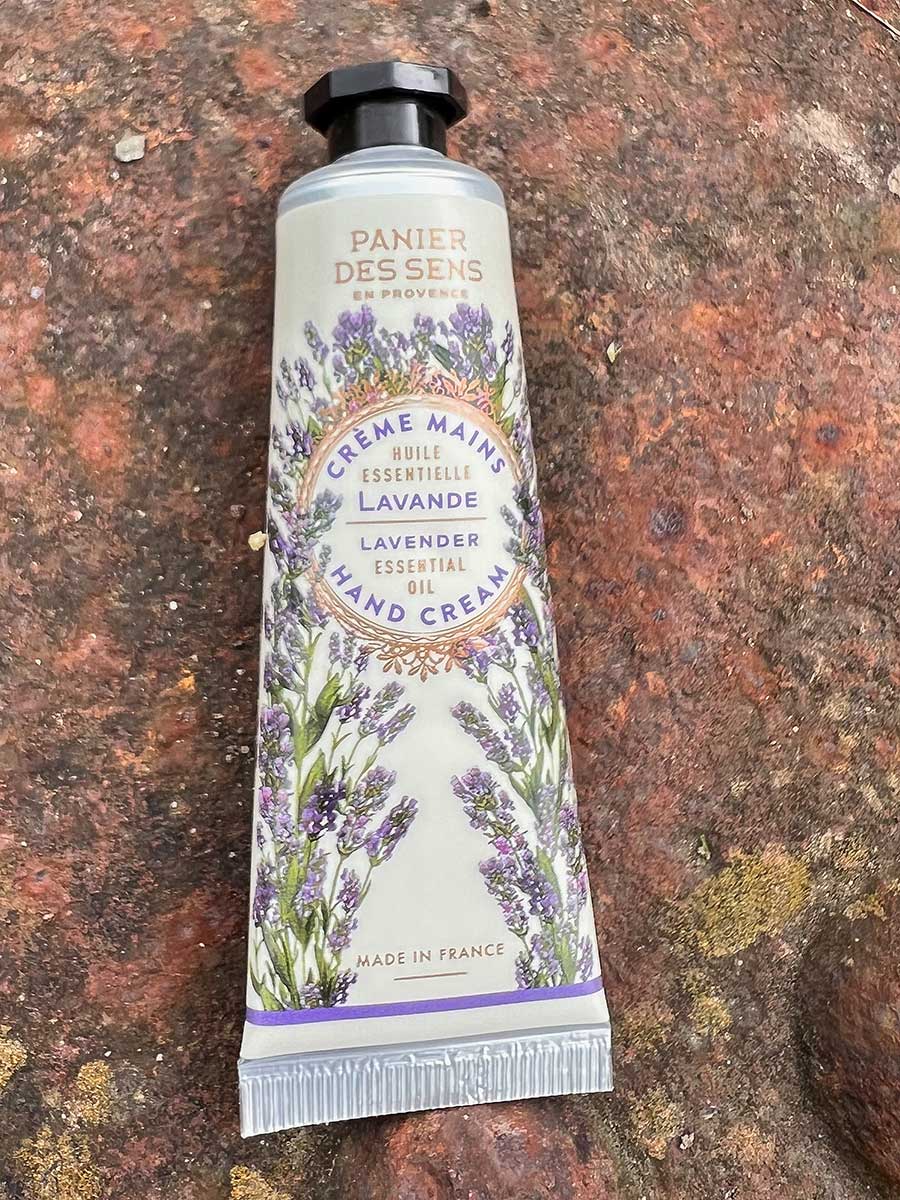 PANIER
DES SENS
EN PROVENCE
CRÈME MAINS
HUILE
ESSENTIELLE
LAVANDE
LAVENDER
ESSENTIAL
OIL
HAND CREAM
MADE IN FRANCE